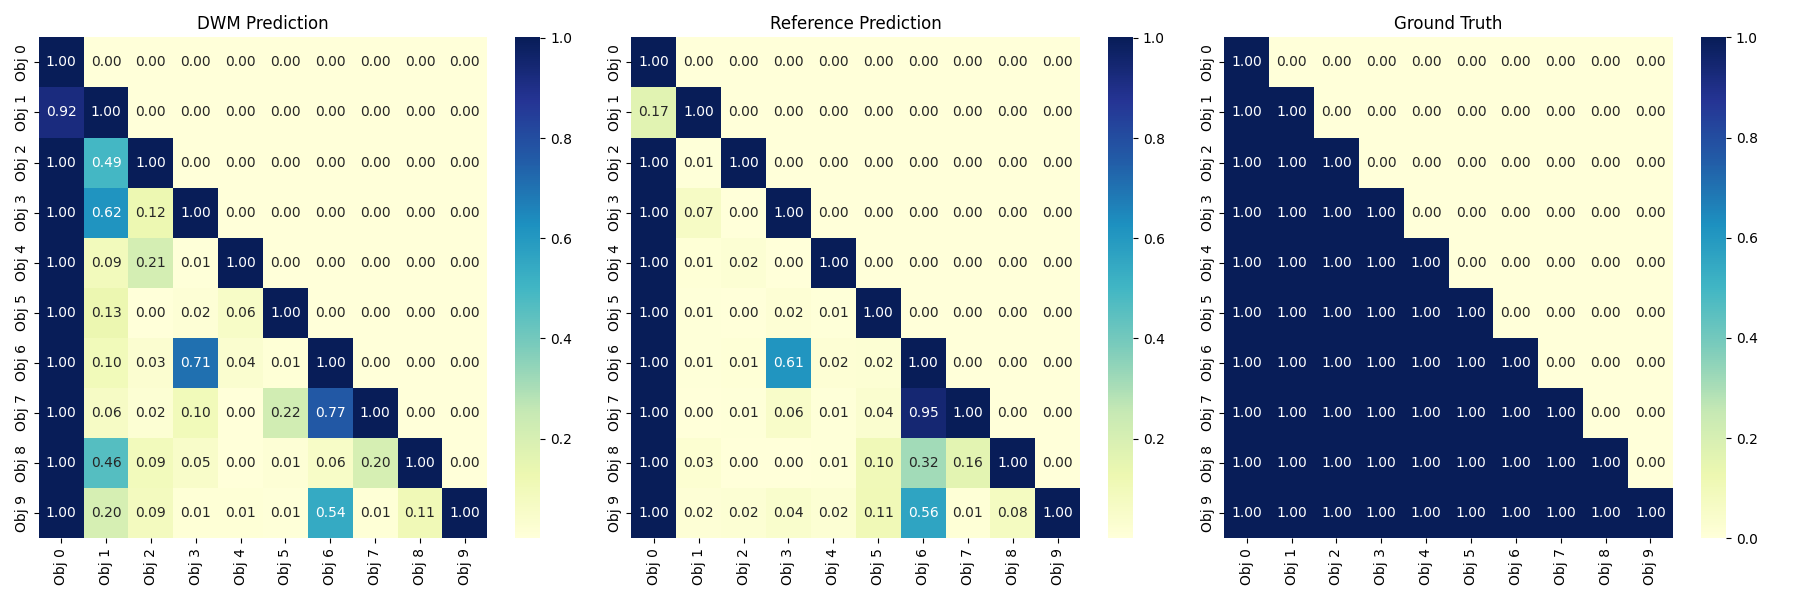 DWM Prediction
Obj 0 1.00 0.00 0.00 0.00 0.00 0.00 0.00 0.00 0.00 0.00
Obj 1 0.92 1.00 0.00 0.00 0.00 0.00 0.00 0.00 0.00 0.00
Obj 2 1.00 0.49 1.00 0.00 0.00 0.00 0.00 0.00 0.00 0.00
Obj 3 1.00 0.62 0.12 1.00 0.00 0.00 0.00 0.00 0.00 0.00
Obj 4 1.00 0.09 0.21 0.01 1.00 0.00 0.00 0.00 0.00 0.00
Obj 5 1.00 0.13 0.00 0.02 0.06 1.00 0.00 0.00 0.00 0.00
Obj 6 1.00 0.10 0.03 0.71 0.04 0.01 1.00 0.00 0.00 0.00
Obj 7 1.00 0.06 0.02 0.10 0.00 0.22 0.77 1.00 0.00 0.00
Obj 8 1.00 0.46 0.09 0.05 0.00 0.01 0.06 0.20 1.00 0.00
Obj 9 1.00 0.20 0.09 0.01 0.01 0.01 0.54 0.01 0.11 1.00
Obj 0 Obj 1 Obj 2 Obj 3 Obj 4 Obj 5 Obj 6 Obj 7 Obj 8 Obj 9
1.0
0.8
0.6
0.4
0.2
Reference Prediction
Obj 0 1.00 0.00 0.00 0.00 0.00 0.00 0.00 0.00 0.00 0.00
Obj 1 0.17 1.00 0.00 0.00 0.00 0.00 0.00 0.00 0.00 0.00
Obj 2 1.00 0.01 1.00 0.00 0.00 0.00 0.00 0.00 0.00 0.00
Obj 3 1.00 0.07 0.00 1.00 0.00 0.00 0.00 0.00 0.00 0.00
Obj 4 1.00 0.01 0.02 0.00 1.00 0.00 0.00 0.00 0.00 0.00
Obj 5 1.00 0.01 0.00 0.02 0.01 1.00 0.00 0.00 0.00 0.00
Obj 6 1.00 0.01 0.01 0.61 0.02 0.02 1.00 0.00 0.00 0.00
Obj 7 1.00 0.00 0.01 0.06 0.01 0.04 0.95 1.00 0.00 0.00
Obj 8 1.00 0.03 0.00 0.00 0.01 0.10 0.32 0.16 1.00 0.00
Obj 9 1.00 0.02 0.02 0.04 0.02 0.11 0.56 0.01 0.08 1.00
Obj 0 Obj 1 Obj 2 Obj 3 Obj 4 Obj 5 Obj 6 Obj 7 Obj 8 Obj 9
1.0
0.8
0.6
0.4
0.2
Ground Truth
Obj 0 1.00 0.00 0.00 0.00 0.00 0.00 0.00 0.00 0.00 0.00
Obj 1 1.00 1.00 0.00 0.00 0.00 0.00 0.00 0.00 0.00 0.00
Obj 2 1.00 1.00 1.00 0.00 0.00 0.00 0.00 0.00 0.00 0.00
Obj 3 1.00 1.00 1.00 1.00 0.00 0.00 0.00 0.00 0.00 0.00
Obj 4 1.00 1.00 1.00 1.00 1.00 0.00 0.00 0.00 0.00 0.00
Obj 5 1.00 1.00 1.00 1.00 1.00 1.00 0.00 0.00 0.00 0.00
Obj 6 1.00 1.00 1.00 1.00 1.00 1.00 1.00 0.00 0.00 0.00
Obj 7 1.00 1.00 1.00 1.00 1.00 1.00 1.00 1.00 0.00 0.00
Obj 8 1.00 1.00 1.00 1.00 1.00 1.00 1.00 1.00 1.00 0.00
Obj 9 1.00 1.00 1.00 1.00 1.00 1.00 1.00 1.00 1.00 1.00
Obj 0 Obj 1 Obj 2 Obj 3 Obj 4 Obj 5 Obj 6 Obj 7 Obj 8 Obj 9
1.0
0.8
0.6
0.4
0.2
0.0